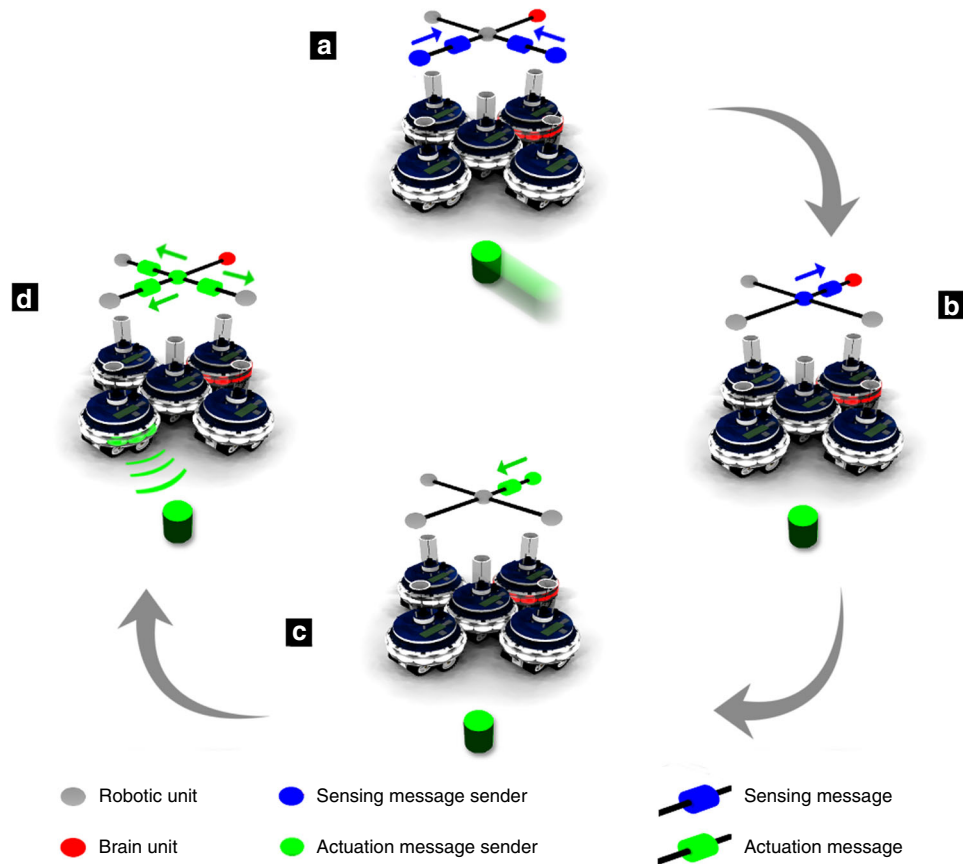 a
d
b
c
Robotic unit
Sensing message sender
Sensing message
Brain unit
Actuation message sender
Actuation message